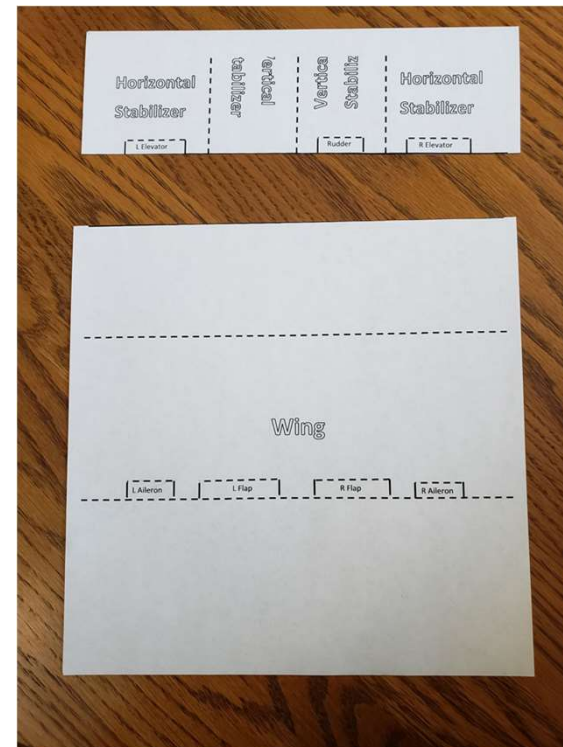 Horizontal
Stabilizer
L Elevator
ertical
tabilizer
Vertica
Stabiliz
Rudder
Horizontal
Stabilizer
R Elevator
Wing
L Aileron
L Flap
R Flap
R Aileron